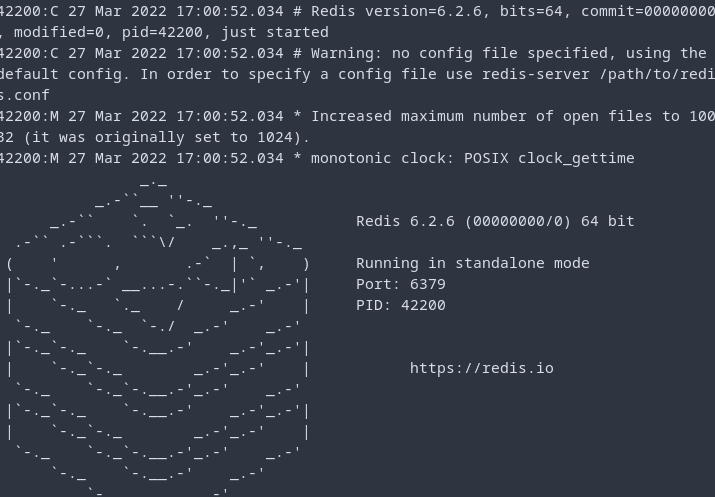 42200:C 27 Mar 2022 17:00:52.034 # Redis version=6.2.6, bits=64, commit=00000000
, modified=0, pid=42200, just started
42200:C 27 Mar 2022 17:00:52.034 # Warning: no config file specified, using the
default config. In order to specify a config file use redis-server /path/to/redi
s.conf
42200:M 27 Mar 2022 17:00:52.034 * Increased maximum number of open files to 100
32 (it was originally set to 1024).
42200:M 27 Mar 2022 17:00:52.034 * monotonic clock: POSIX clock_gettime
Redis 6.2.6 (00000000/0) 64 bit
Running in standalone mode
Port: 6379
PID: 42200
https://redis.io